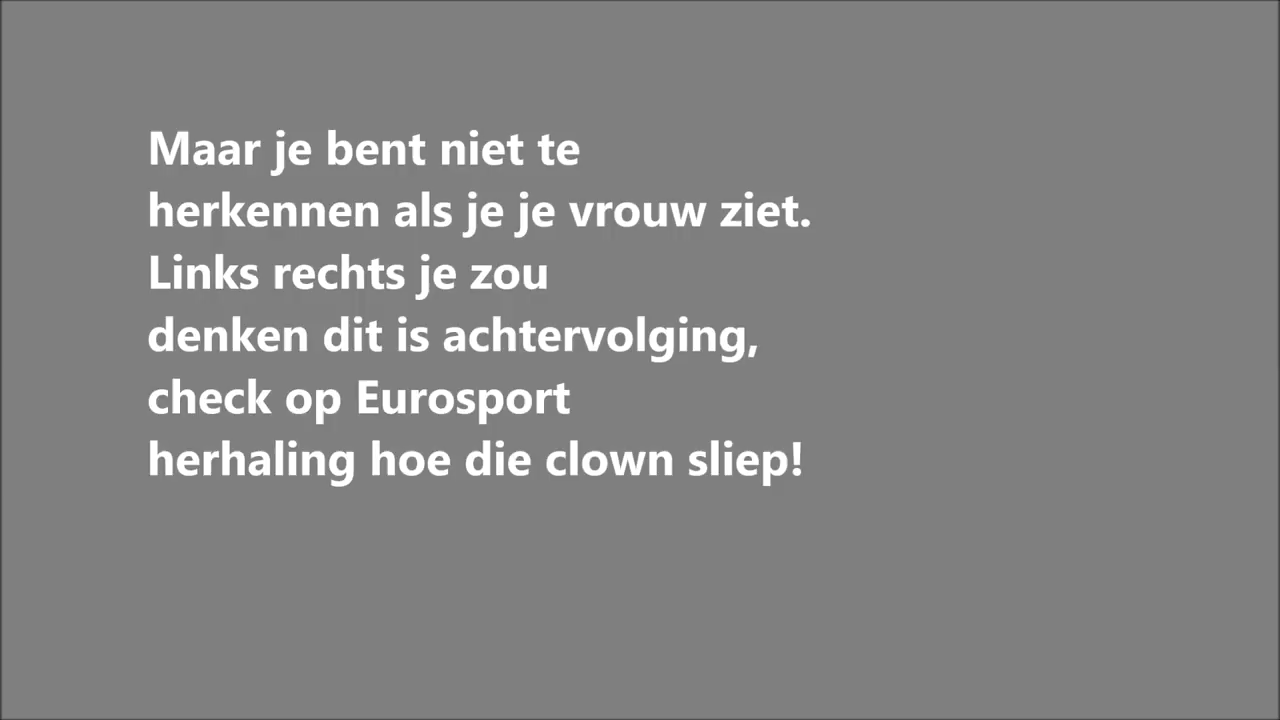 Maar je bent niet te
herkennen als je je vrouw ziet.
Links rechts je zou
denken dit is achtervolging,
check op Eurosport
herhaling hoe die clown sliep!